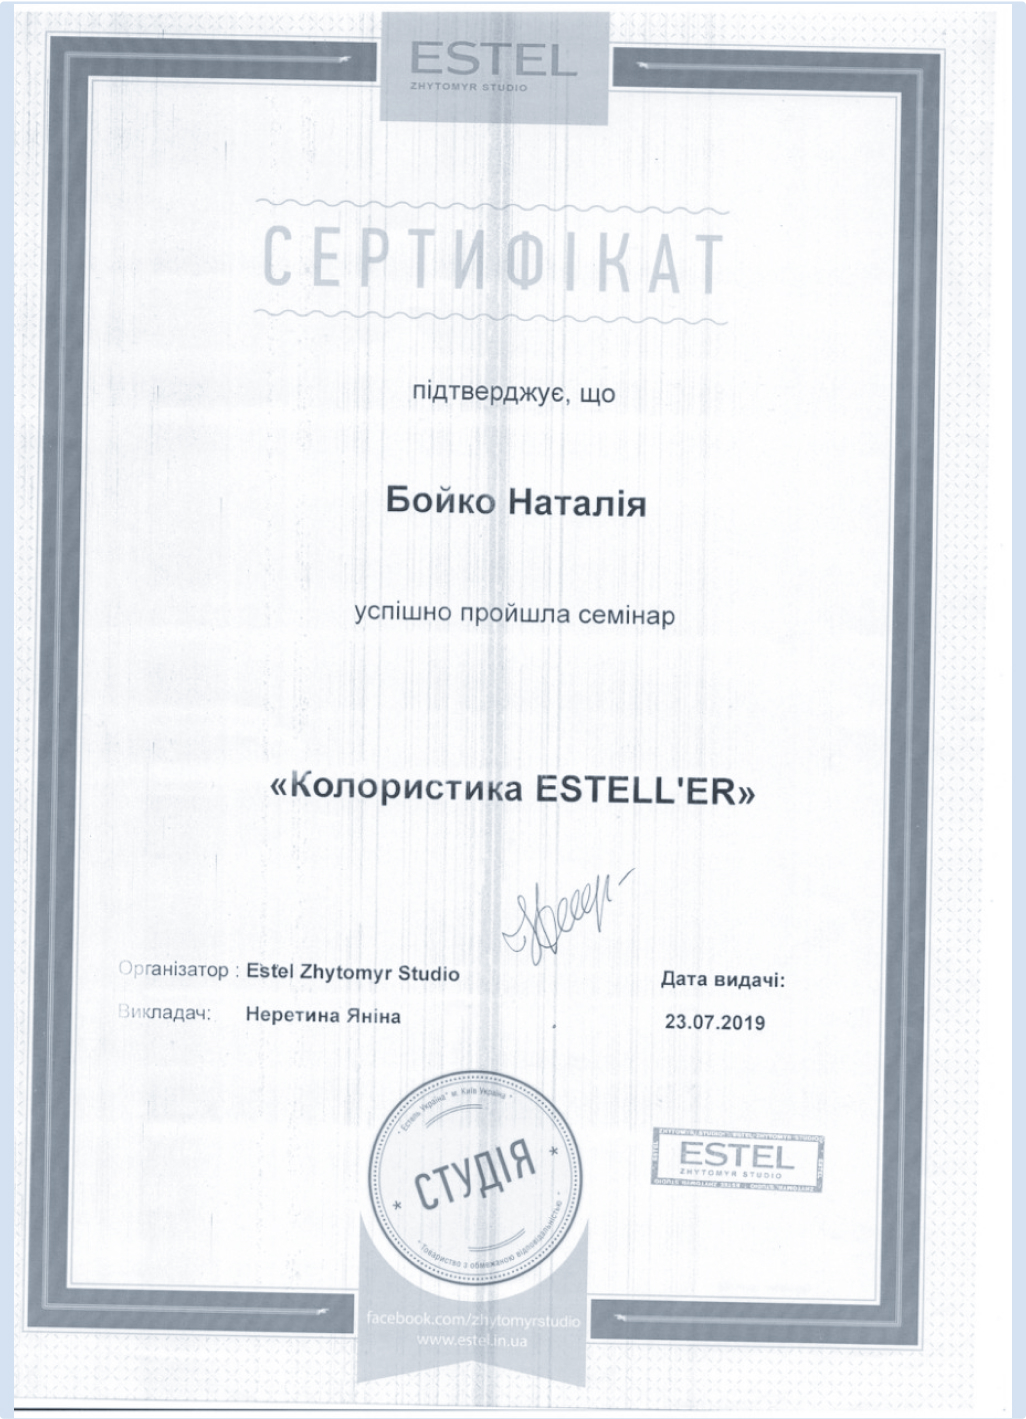 ESTEL
ZHYTOMYR STUDIO
СЕРТИФІКАТ
підтверджує, що
Бойко Наталія
успішно пройшла семінар
«Колористика ESTELL'ER»
Організатор : Estel Zhytomyr Studio
Викладач: Неретина Яніна
Дата видачі:
23.07.2019
"Естель Україна" м. Київ Україна *
* СТУДІЯ *
* Товариство з обмеженою відповідальністю *
ESTEL
ZHYTOMYR STUDIO
facebook.com/zhytomyrstudio
www.estel.in.ua